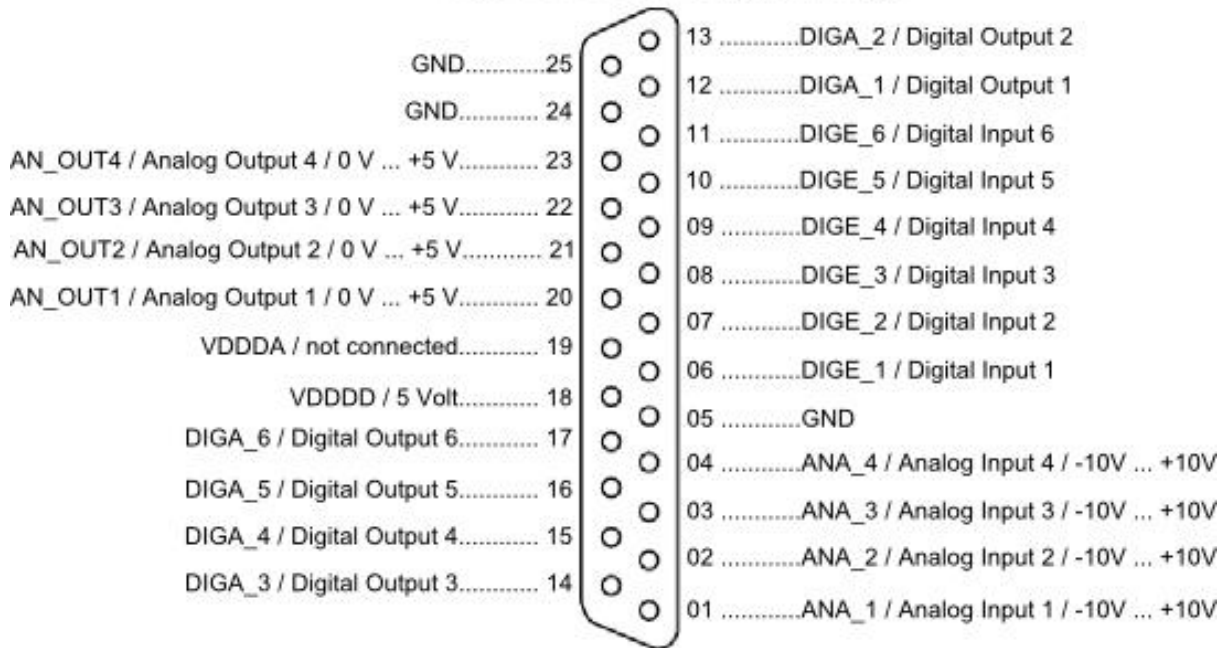 GND............25
GND............ 24
AN_OUT4 / Analog Output 4 / 0 V ... +5 V............ 23
AN_OUT3 / Analog Output 3 / 0 V ... +5 V............ 22
AN_OUT2 / Analog Output 2 / 0 V ... +5 V............ 21
AN_OUT1 / Analog Output 1 / 0 V ... +5 V............ 20
VDDDA / not connected............ 19
VDDDD / 5 Volt............ 18
DIGA_6 / Digital Output 6............ 17
DIGA_5 / Digital Output 5............ 16
DIGA_4 / Digital Output 4............ 15
DIGA_3 / Digital Output 3............ 14
13 ............DIGA_2 / Digital Output 2
12 ............DIGA_1 / Digital Output 1
11 ............DIGE_6 / Digital Input 6
10 ............DIGE_5 / Digital Input 5
09 ............DIGE_4 / Digital Input 4
08 ............DIGE_3 / Digital Input 3
07 ............DIGE_2 / Digital Input 2
06 ............DIGE_1 / Digital Input 1
05 ............GND
04 ............ANA_4 / Analog Input 4 / -10V ... +10V
03 ............ANA_3 / Analog Input 3 / -10V ... +10V
02 ............ANA_2 / Analog Input 2 / -10V ... +10V
01 ............ANA_1 / Analog Input 1 / -10V ... +10V